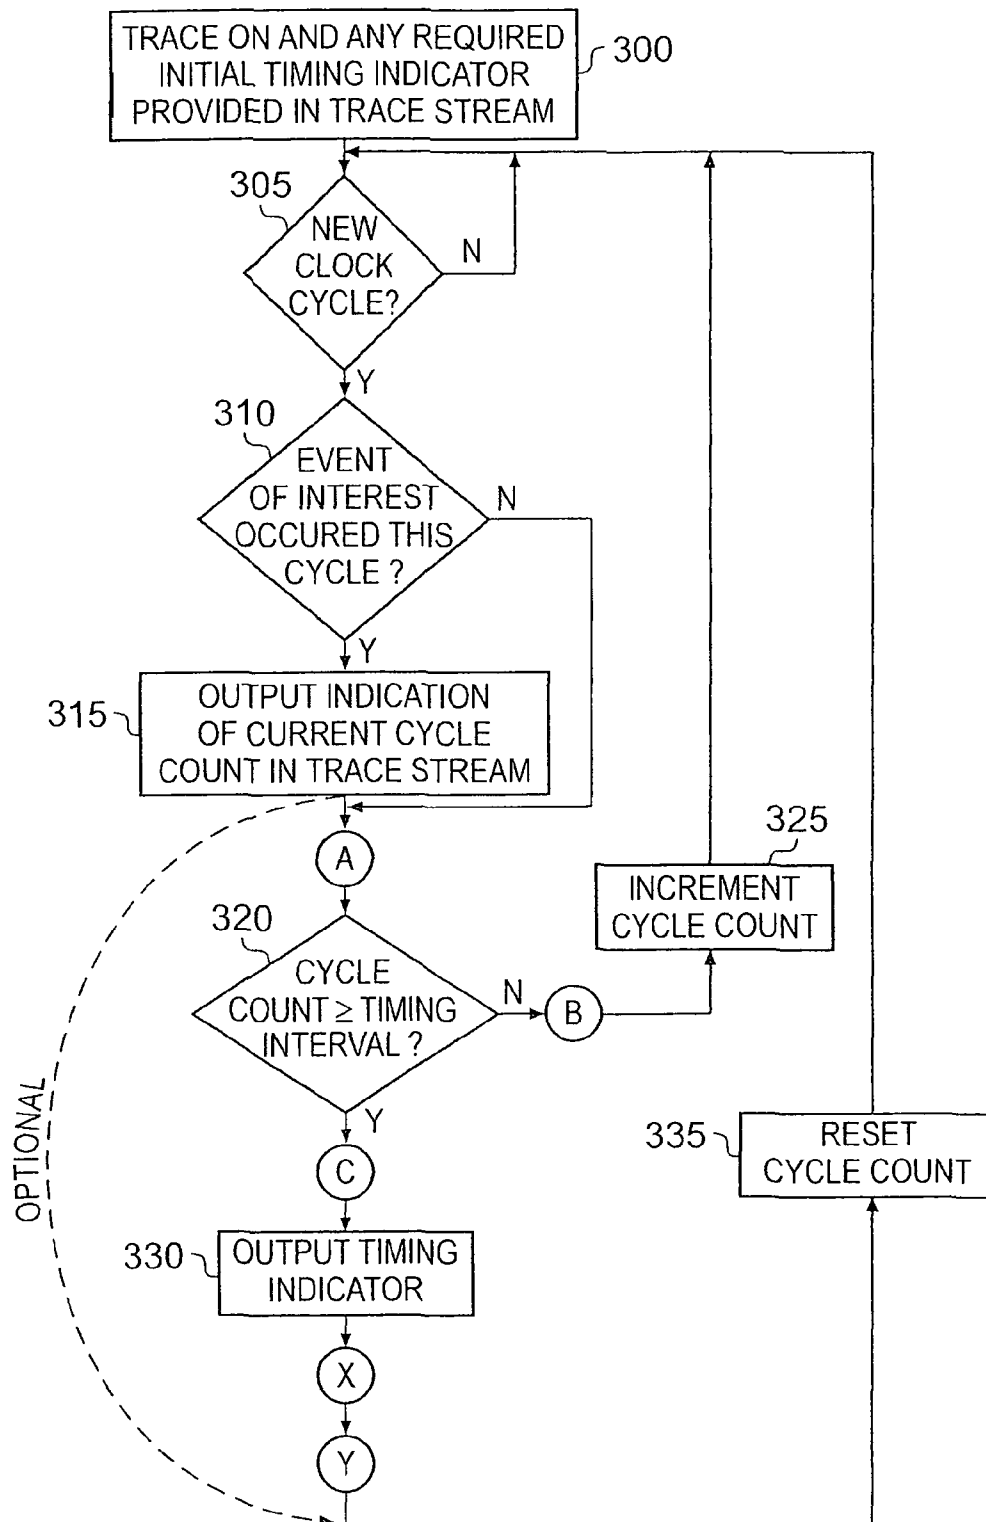 TRACE ON AND ANY REQUIRED
INITIAL TIMING INDICATOR
PROVIDED IN TRACE STREAM
300
305
NEW
CLOCK
CYCLE?
N
Y
310
EVENT
OF INTEREST
OCCURED THIS
CYCLE ?
N
Y
315
OUTPUT INDICATION
OF CURRENT CYCLE
COUNT IN TRACE STREAM
A
325
INCREMENT
CYCLE COUNT
320
CYCLE
COUNT ≥ TIMING
INTERVAL ?
N
B
Y
OPTIONAL
335
RESET
CYCLE COUNT
C
330
OUTPUT TIMING
INDICATOR
X
Y